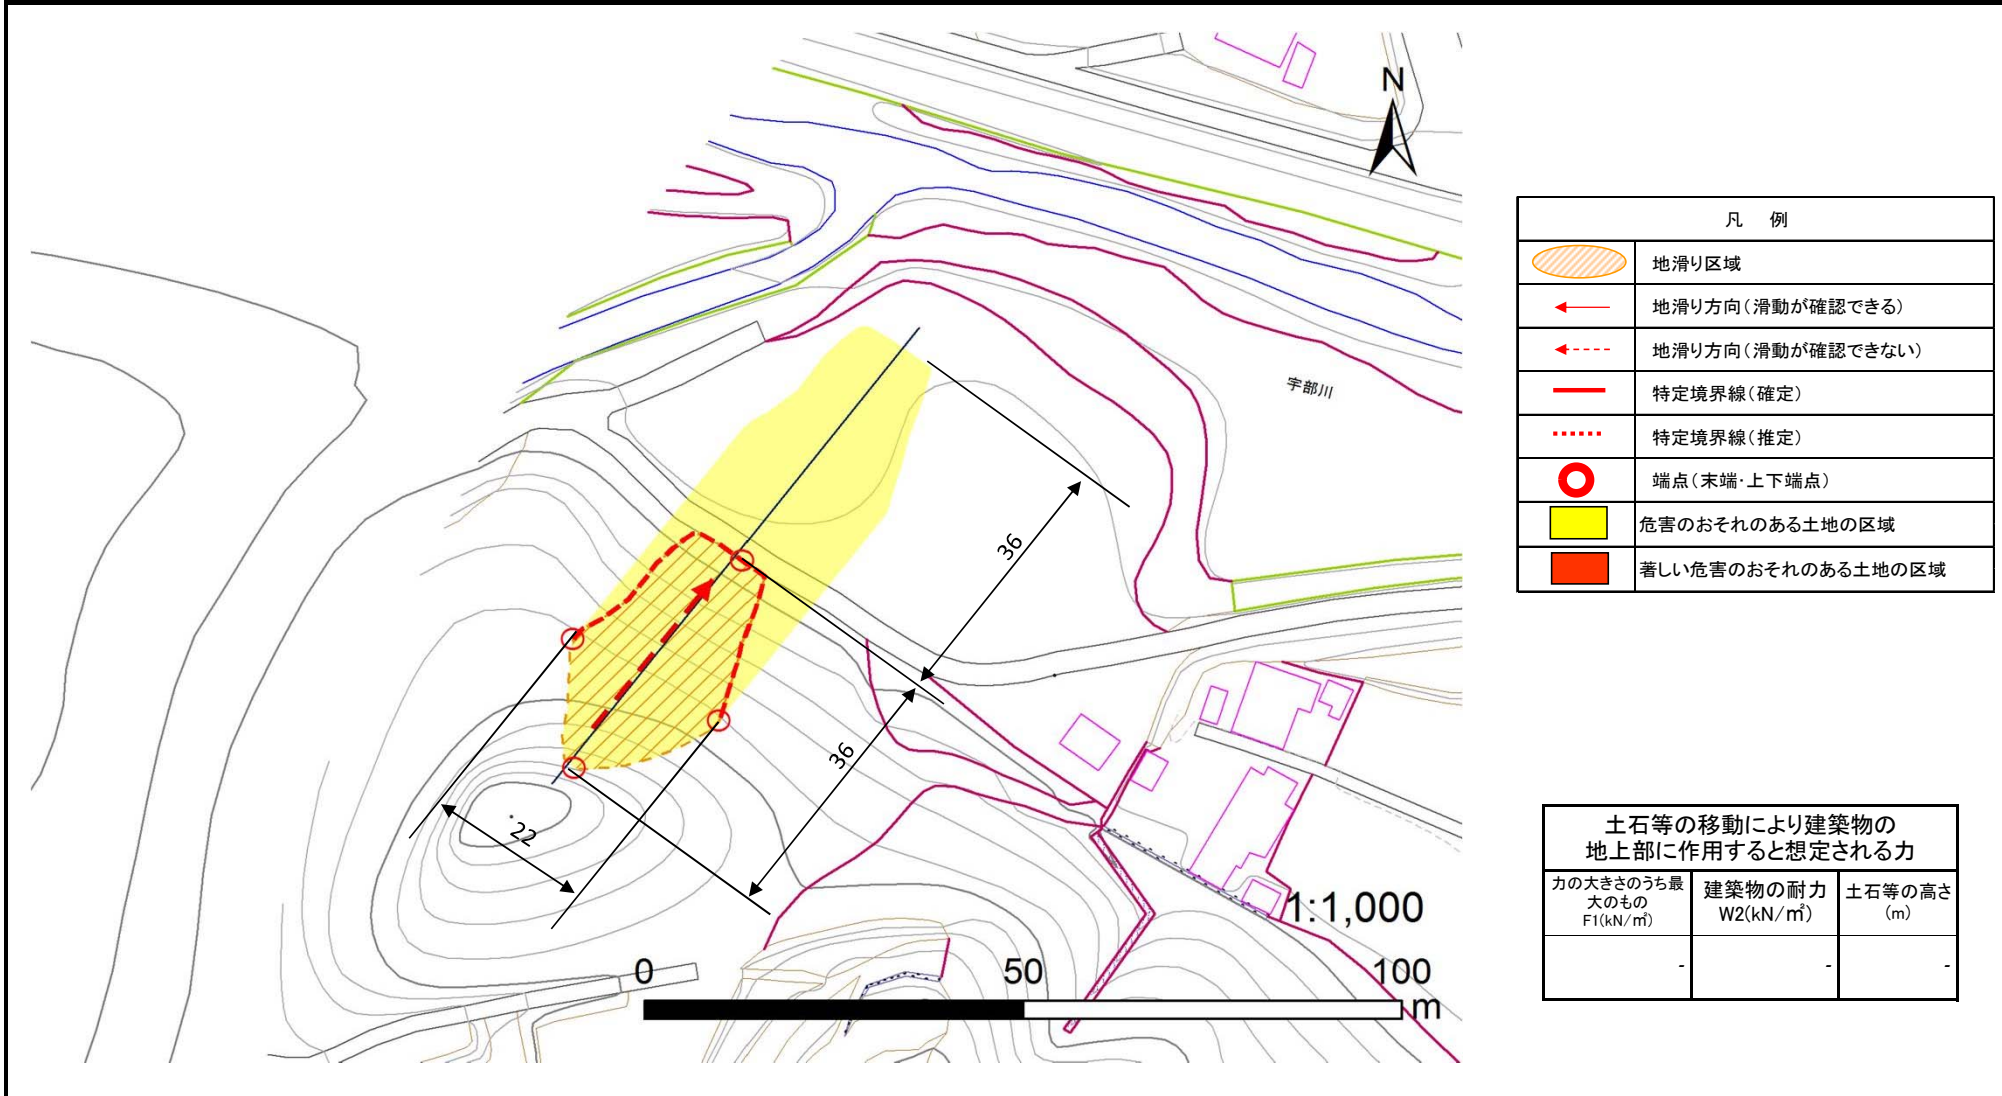 N
宇部川
36
36
22
1:1,000
0 50 100
m
凡 例
地滑り区域
地滑り方向(滑動が確認できる)
地滑り方向(滑動が確認できない)
特定境界線(確定)
特定境界線(推定)
端点(末端・上下端点)
危害のおそれのある土地の区域
著しい危害のおそれのある土地の区域
土石等の移動により建築物の
地上部に作用すると想定される力
力の大きさのうち最
大のもの
F1(kN/㎡)
建築物の耐力
W2(kN/㎡)
土石等の高さ
(m)
- - -